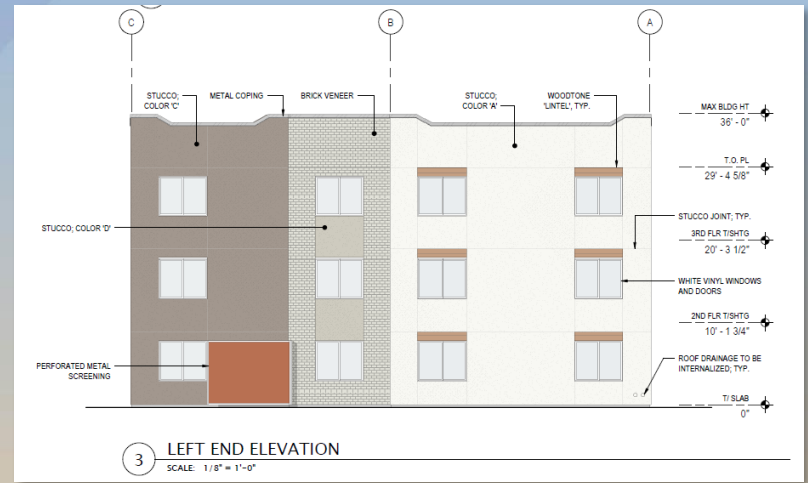 C
B
A
STUCCO;
COLOR 'C'
METAL COPING
BRICK VENEER
STUCCO;
COLOR 'A'
WOODTONE
'LINTEL', TYP.
MAX BLDG HT
36' - 0"
T.O. PL
29' - 4 5/8"
STUCCO; COLOR 'D'
STUCCO JOINT; TYP.
3RD FLR T/SHTG
20' - 3 1/2"
WHITE VINYL WINDOWS
AND DOORS
2ND FLR T/SHTG
10' - 1 3/4"
PERFORATED METAL
SCREENING
ROOF DRAINAGE TO BE
INTERNALIZED; TYP.
T/ SLAB
0"
3
LEFT END ELEVATION
SCALE: 1/8" = 1'-0"